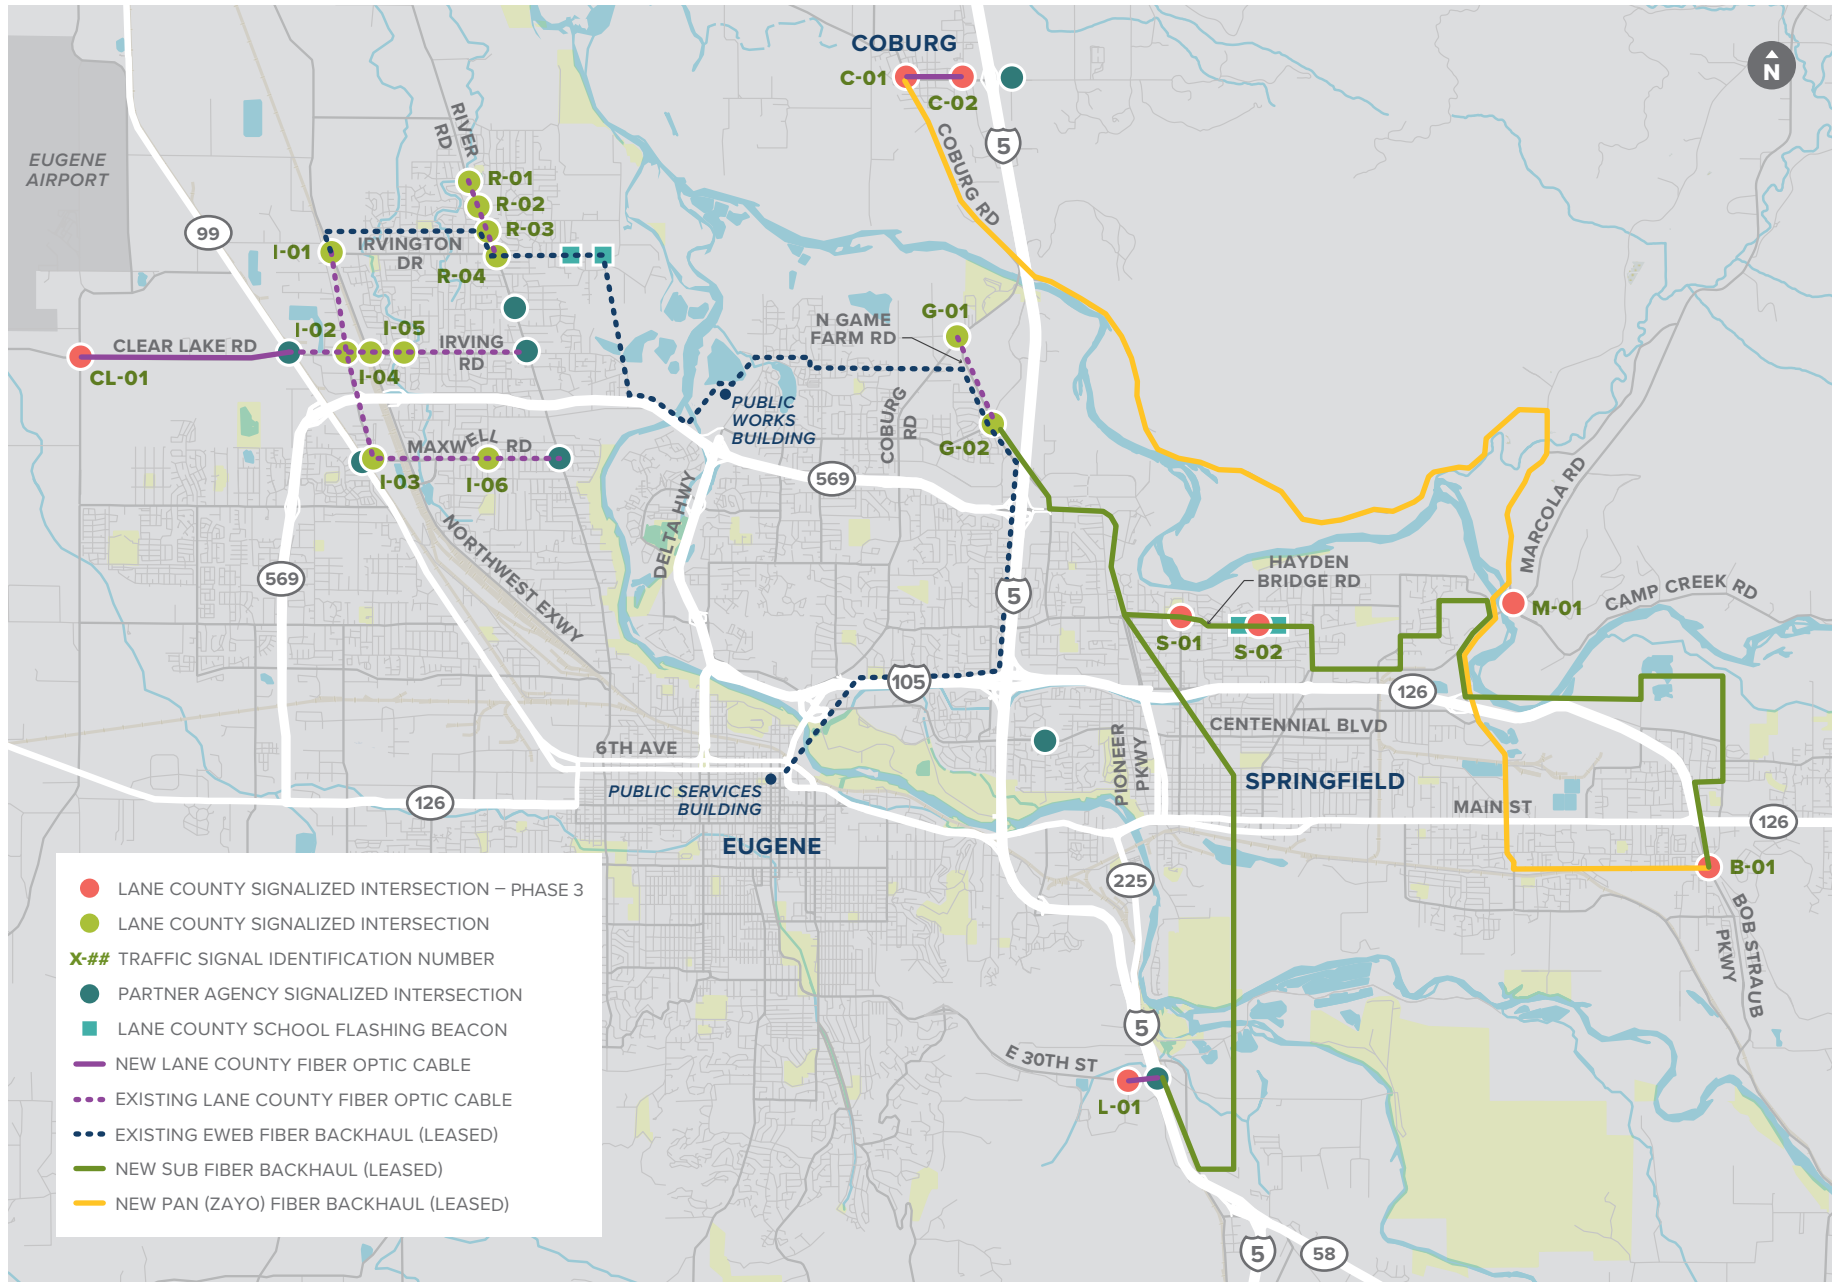 COBURG
C-01
C-02
N
5
COBURG RD
RIVER
RD
EUGENE
AIRPORT
99
R-01
R-02
R-03
R-04
I-01
IRVINGTON
DR
I-02
I-05
I-04
IRVING
RD
CLEAR LAKE RD
CL-01
G-01
N GAME
FARM RD
COBURG
RD
G-02
PUBLIC
WORKS
BUILDING
MAXWELL RD
I-03
I-06
569
DELTA HWY
NORTHWEST EXWY
569
5
HAYDEN
BRIDGE RD
S-01
S-02
MARCOLA RD
M-01
CAMP CREEK RD
105
126
CENTENNIAL BLVD
PIONEER
PKWY
SPRINGFIELD
6TH AVE
PUBLIC SERVICES
BUILDING
126
EUGENE
MAIN ST
126
225
B-01
BOB STRAUB
PKWY
5
E 30TH ST
L-01
5
58
LANE COUNTY SIGNALIZED INTERSECTION – PHASE 3
LANE COUNTY SIGNALIZED INTERSECTION
X-## TRAFFIC SIGNAL IDENTIFICATION NUMBER
PARTNER AGENCY SIGNALIZED INTERSECTION
LANE COUNTY SCHOOL FLASHING BEACON
NEW LANE COUNTY FIBER OPTIC CABLE
EXISTING LANE COUNTY FIBER OPTIC CABLE
EXISTING EWEB FIBER BACKHAUL (LEASED)
NEW SUB FIBER BACKHAUL (LEASED)
NEW PAN (ZAYO) FIBER BACKHAUL (LEASED)